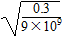 √(0.3 / 9×10⁹)